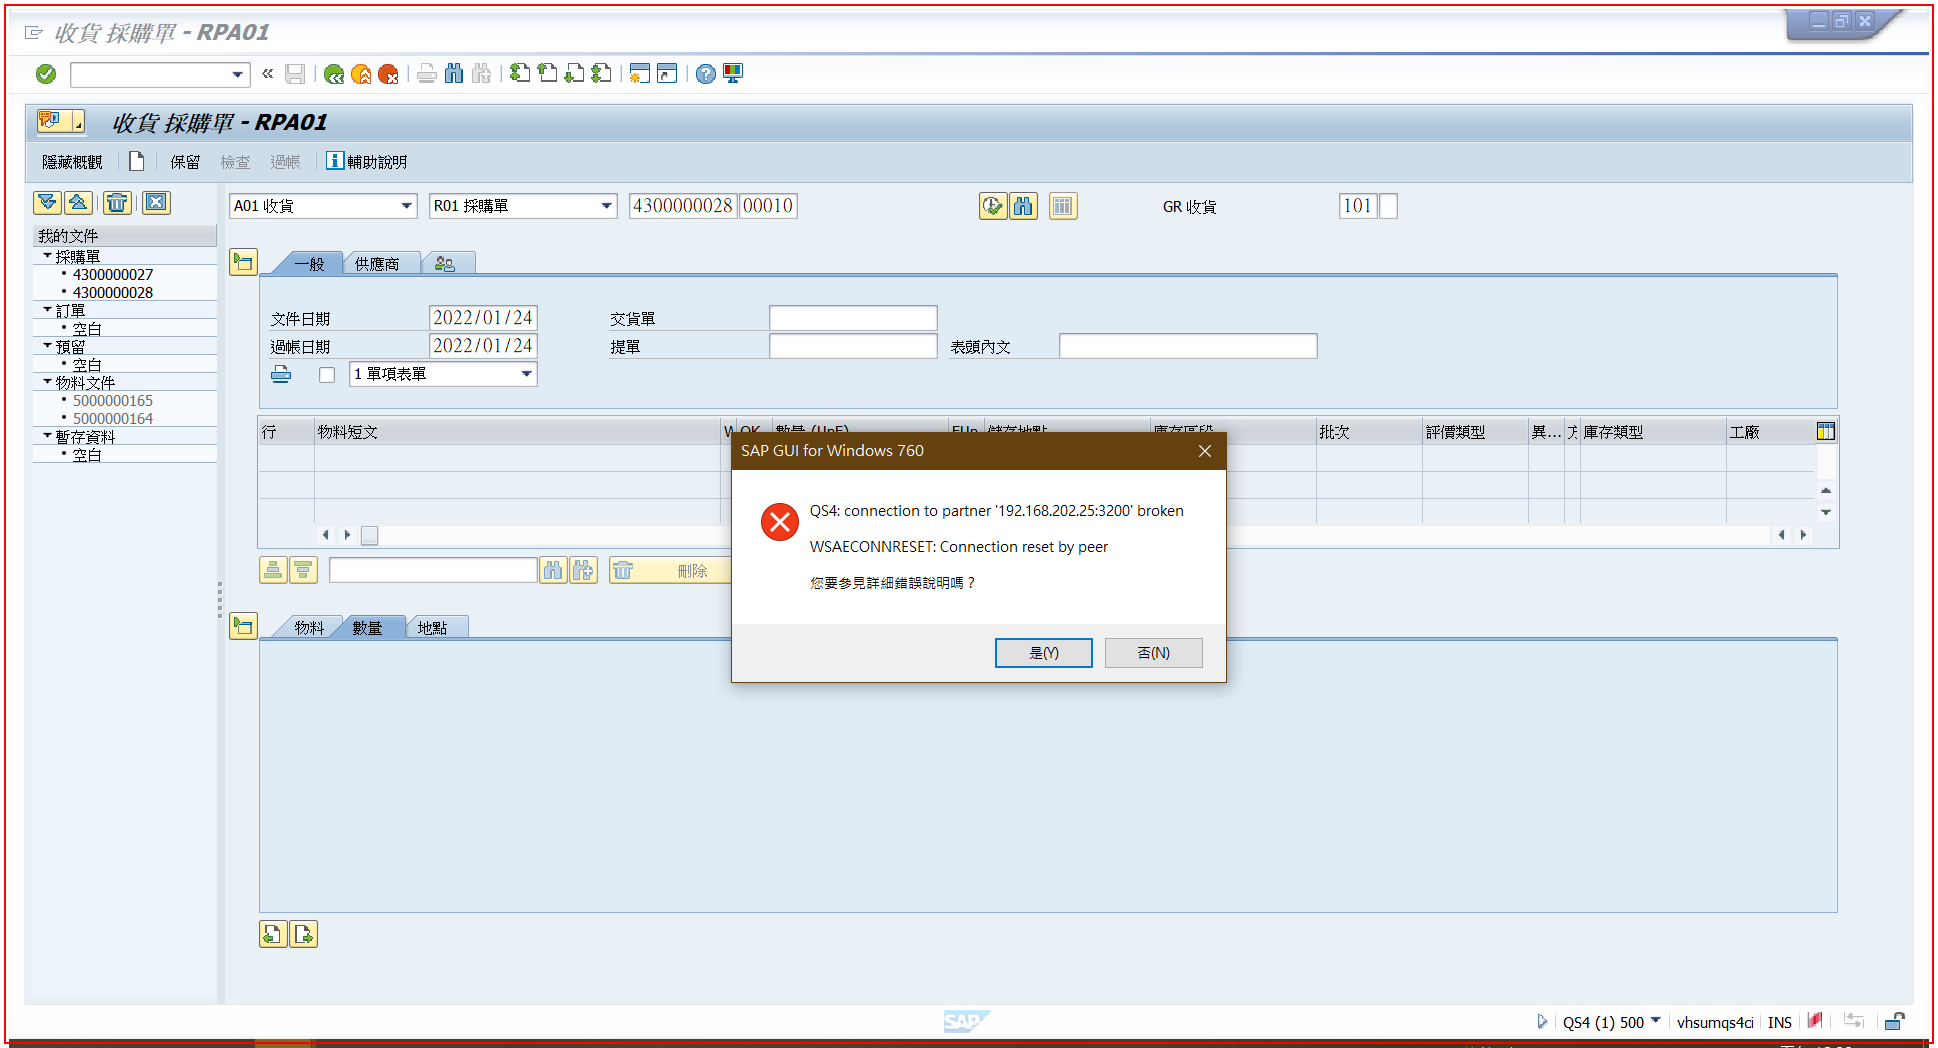 收貨 採購單 - RPA01
收貨 採購單 - RPA01
隱藏概觀 保留 檢查 過帳 輔助說明
A01 收貨 R01 採購單 4300000028 00010 GR 收貨 101
我的文件
採購單
4300000027
4300000028
訂單
空白
預留
空白
物料文件
5000000165
5000000164
暫存資料
空白
一般 供應商
文件日期 2022/01/24 交貨單
過帳日期 2022/01/24 提單 表頭內文
1 單項表單
行 物料短文 OK 數量 (UnE) EUn 儲存地點 庫存區段 批次 評價類型 異... 庫存類型 工廠
SAP GUI for Windows 760
QS4: connection to partner '192.168.202.25:3200' broken
WSAECONNRESET: Connection reset by peer
您要參見詳細錯誤說明嗎？
是(Y) 否(N)
刪除
物料 數量 地點
SAP
QS4 (1) 500 vhsumqs4ci INS